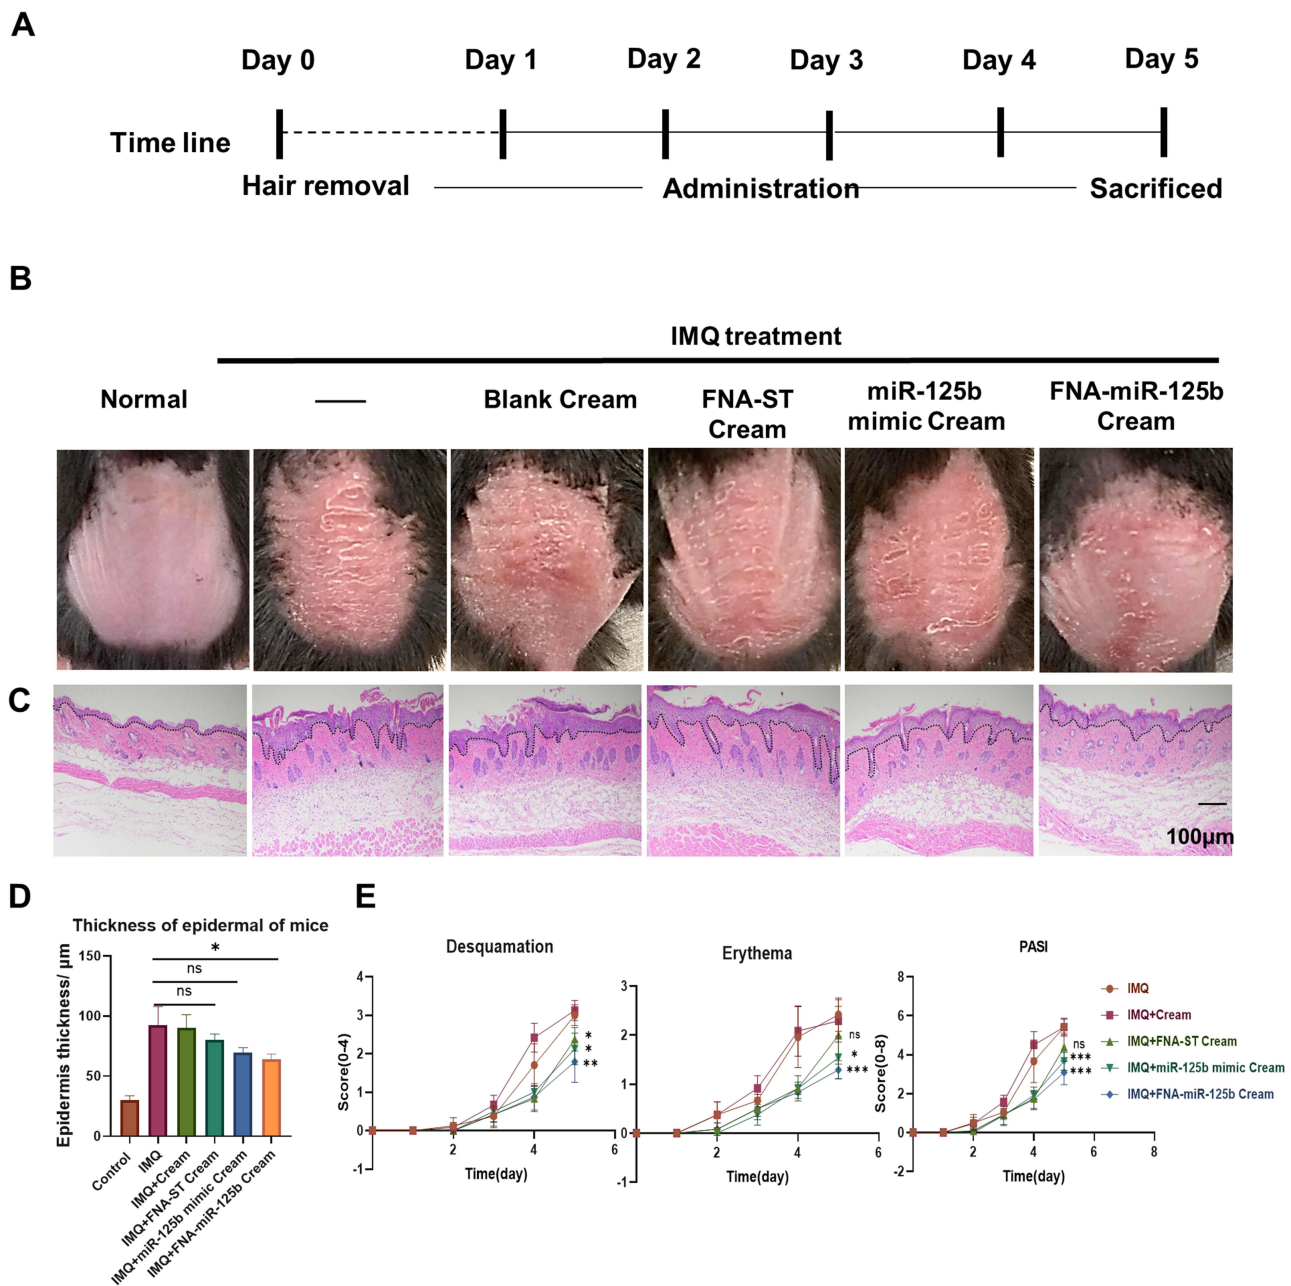 A
Day 0 Day 1 Day 2 Day 3 Day 4 Day 5
Time line
Hair removal Administration Sacrificed
B
IMQ treatment
Normal — Blank Cream FNA-ST Cream miR-125b mimic Cream FNA-miR-125b Cream
C
100μm
D
Thickness of epidermal of mice
Epidermis thickness/ μm
150
100
50
0
*
ns
ns
Control
IMQ
IMQ+Cream
IMQ+FNA-ST Cream
IMQ+miR-125b mimic Cream
IMQ+FNA-miR-125b Cream
E
Desquamation
Score(0-4)
4
3
2
1
0
-1
2 4 6
*
*
**
Time(day)
Erythema
3
2
1
0
-1
2 4 6
ns
*
***
Time(day)
PASI
Score(0-8)
8
6
4
2
0
-2
2 4 6 8
ns
***
***
Time(day)
IMQ
IMQ+Cream
IMQ+FNA-ST Cream
IMQ+miR-125b mimic Cream
IMQ+FNA-miR-125b Cream